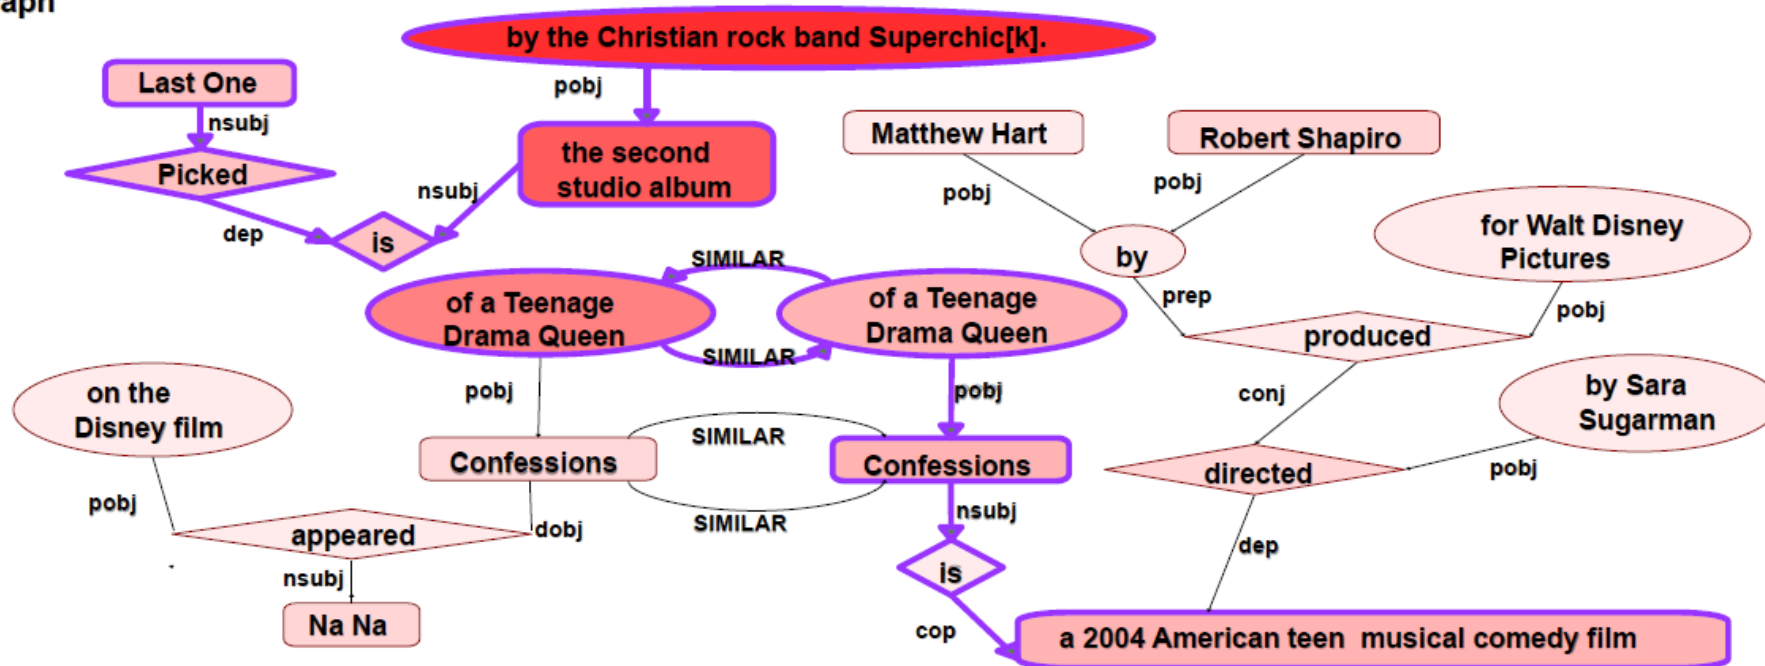 aph
by the Christian rock band Superchic[k].
Last One
pobj
nsubj
Matthew Hart
Robert Shapiro
the second
studio album
Picked
nsubj
pobj
pobj
dep
is
for Walt Disney
Pictures
by
SIMILAR
of a Teenage
Drama Queen
of a Teenage
Drama Queen
prep
pobj
produced
SIMILAR
on the
Disney film
pobj
pobj
conj
by Sara
Sugarman
SIMILAR
Confessions
Confessions
directed
pobj
pobj
nsubj
SIMILAR
appeared
dobj
dep
nsubj
is
Na Na
cop
a 2004 American teen musical comedy film